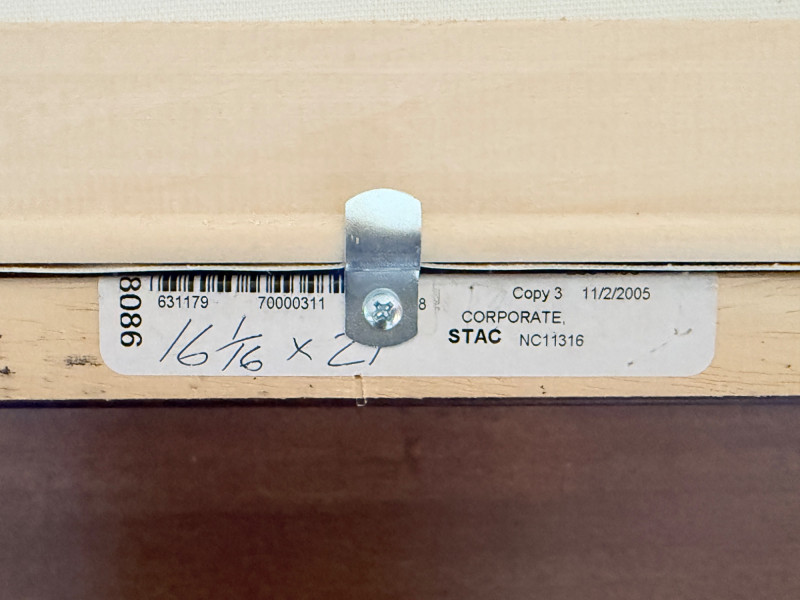 8086
631179 70000311 8
Copy 3 11/2/2005
CORPORATE,
STAC NC11316
16 1/16 x 21